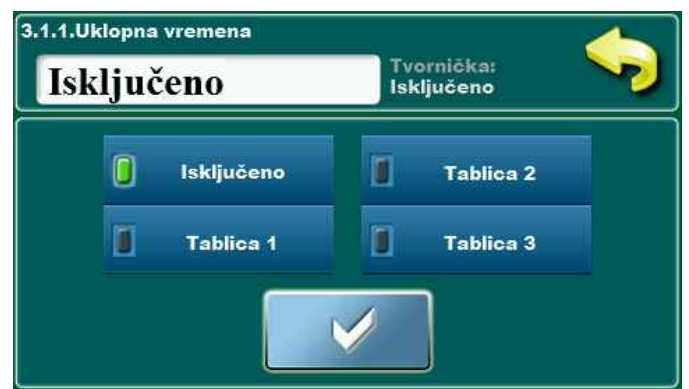 3.1.1.Uklopna vremena
Isključeno
Tvornička:
Isključeno
Isključeno
Tablica 2
Tablica 1
Tablica 3